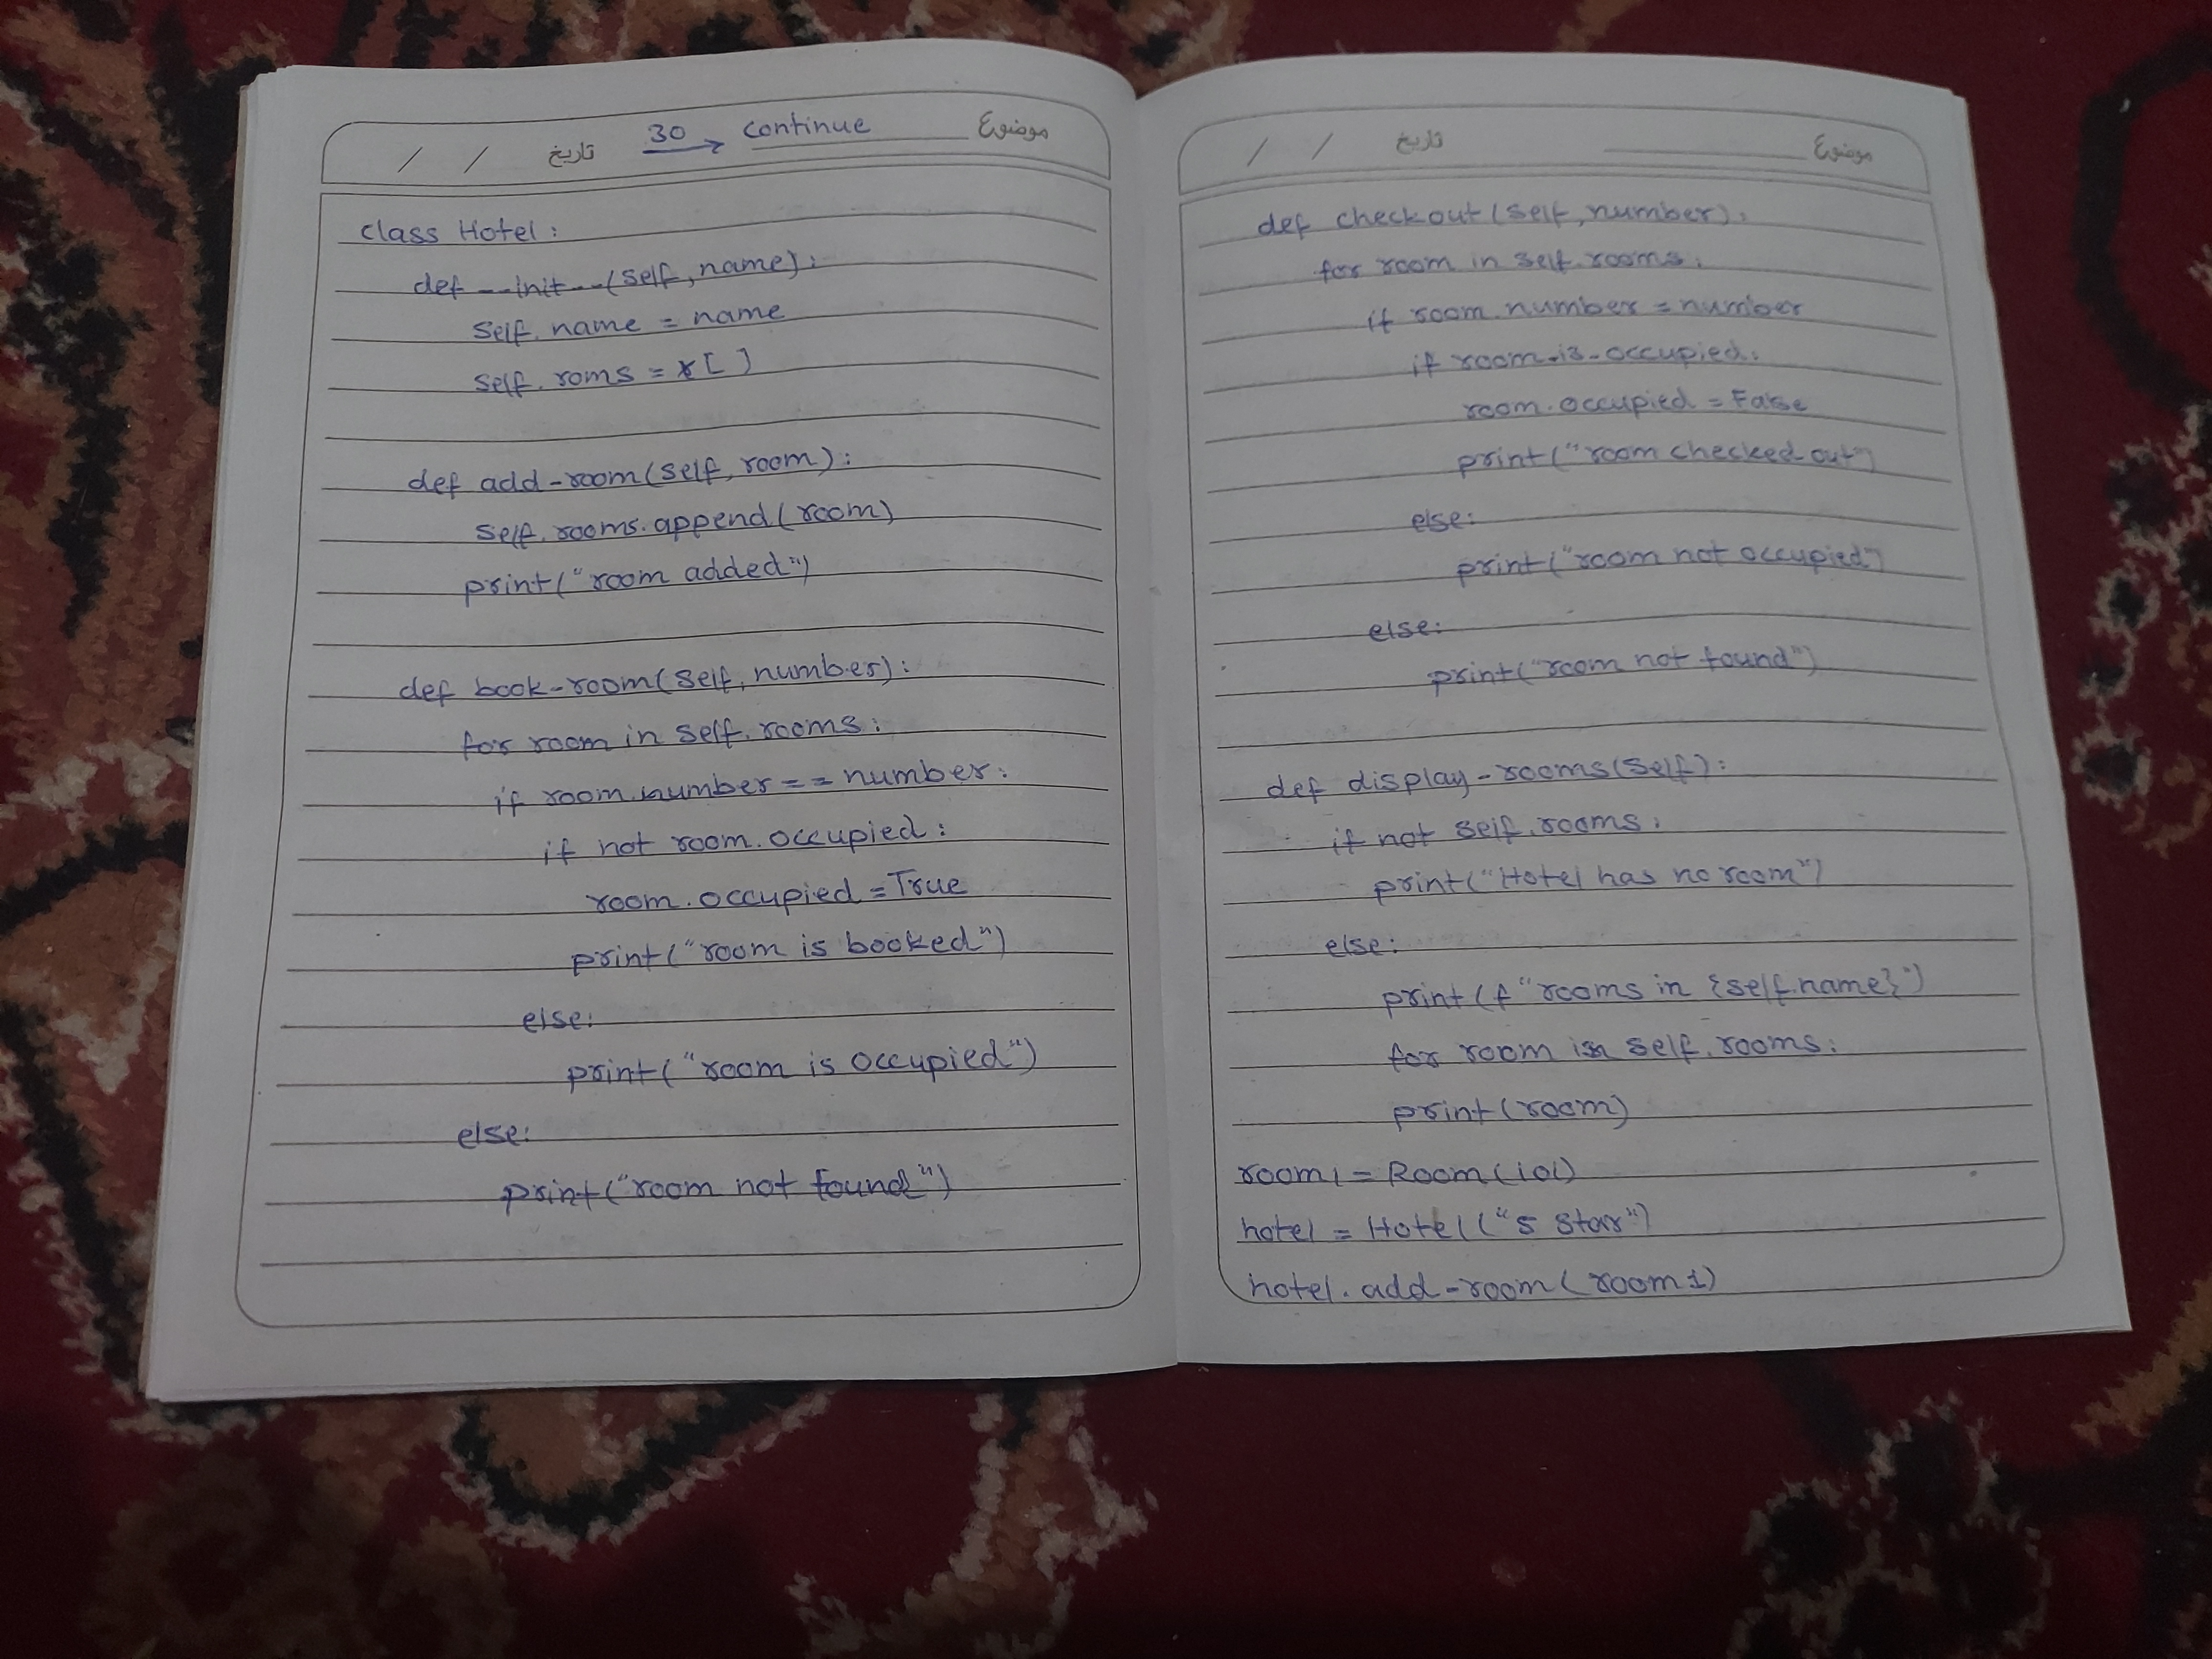 / / تاریخ 30 → continue موضوع
class Hotel:
def __init__(self, name):
self.name = name
self.roms = [ ]
def add-room(self, room):
self.rooms.append(room)
print("room added")
def book-room(self, number):
for room in self.rooms:
if room.number == number:
if not room.occupied:
room.occupied = True
print("room is booked")
else:
print("room is occupied")
else:
print("room not found")
/ / تاریخ موضوع
def checkout(self, number):
for room in self.rooms:
if room.number = number
if room.is-occupied:
room.occupied = False
print("room checked out")
else:
print("room not occupied")
else:
print("room not found")
def display-rooms(self):
if not self.rooms:
print("Hotel has no room")
else:
print(f"rooms in {self.name}")
for room in self.rooms:
print(room)
room1 = Room(101)
hotel = Hotel("5 star")
hotel.add-room(room1)